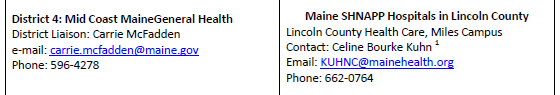 District 4: Mid Coast MaineGeneral Health
District Liaison: Carrie McFadden
e-mail: carrie.mcfadden@maine.gov
Phone: 596-4278
Maine SHNAPP Hospitals in Lincoln County
Lincoln County Health Care, Miles Campus
Contact: Celine Bourke Kuhn 1
Email: KUHNC@mainehealth.org
Phone: 662-0764